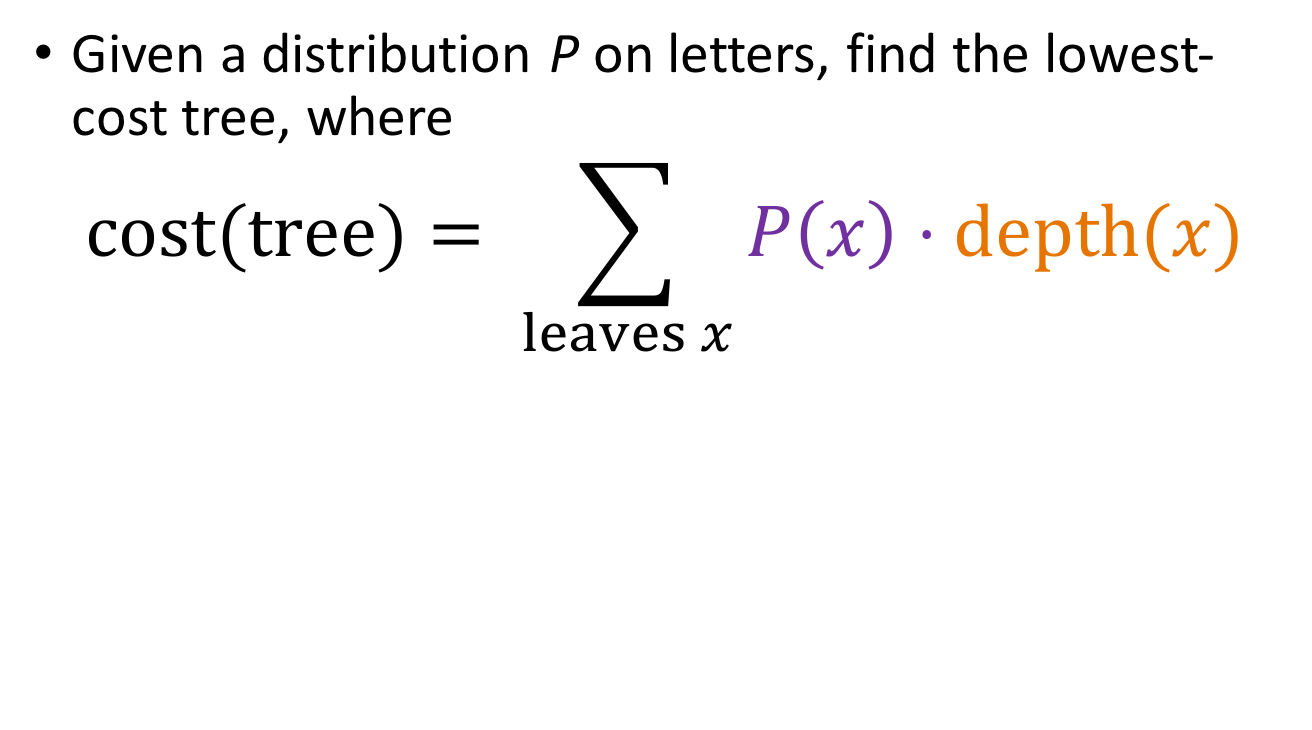 • Given a distribution P on letters, find the lowest-
cost tree, where
cost(tree) = ∑ P(x) · depth(x)
leaves x